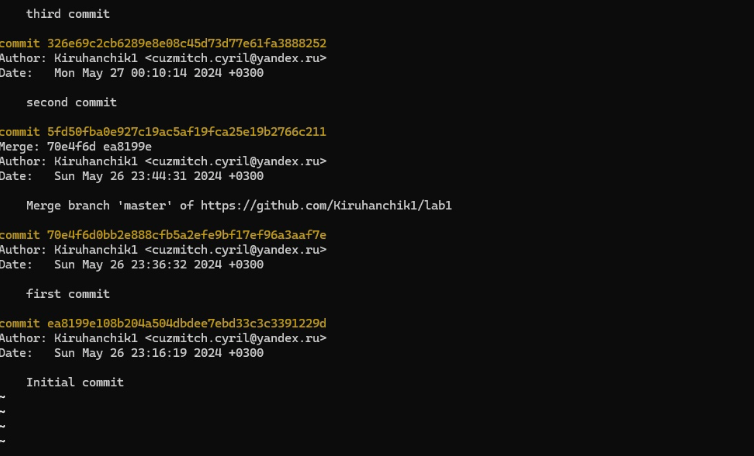 third commit
commit 326e69c2cb6289e8e08c45d73d77e61fa3888252
Author: Kiruhanchik1 <cuzmitch.cyril@yandex.ru>
Date:   Mon May 27 00:10:14 2024 +0300
second commit
commit 5fd50fba0e927c19ac5af19fca25e19b2766c211
Merge: 70e4f6d ea8199e
Author: Kiruhanchik1 <cuzmitch.cyril@yandex.ru>
Date:   Sun May 26 23:44:31 2024 +0300
Merge branch 'master' of https://github.com/Kiruhanchik1/lab1
commit 70e4f6d0bb2e888cfb5a2efe9bf17ef96a3aaf7e
Author: Kiruhanchik1 <cuzmitch.cyril@yandex.ru>
Date:   Sun May 26 23:36:32 2024 +0300
first commit
commit ea8199e108b204a504dbdee7ebd33c3c3391229d
Author: Kiruhanchik1 <cuzmitch.cyril@yandex.ru>
Date:   Sun May 26 23:16:19 2024 +0300
Initial commit
~
~
~
~